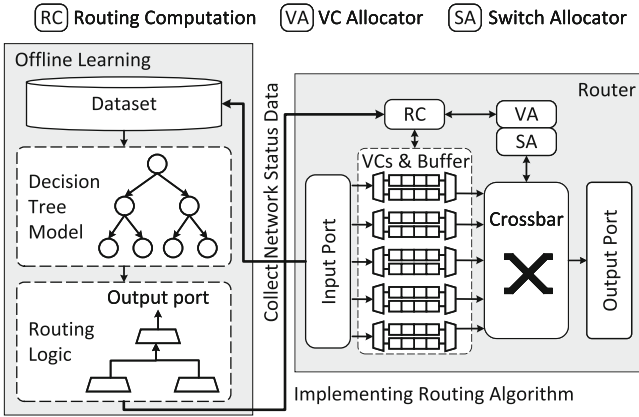 RC Routing Computation VA VC Allocator SA Switch Allocator
Offline Learning
Dataset
Decision
Tree
Model
Output port
Routing
Logic
Collect Network Status Data
Router
RC
VA
SA
VCs & Buffer
Input Port
Crossbar
Output Port
Implementing Routing Algorithm